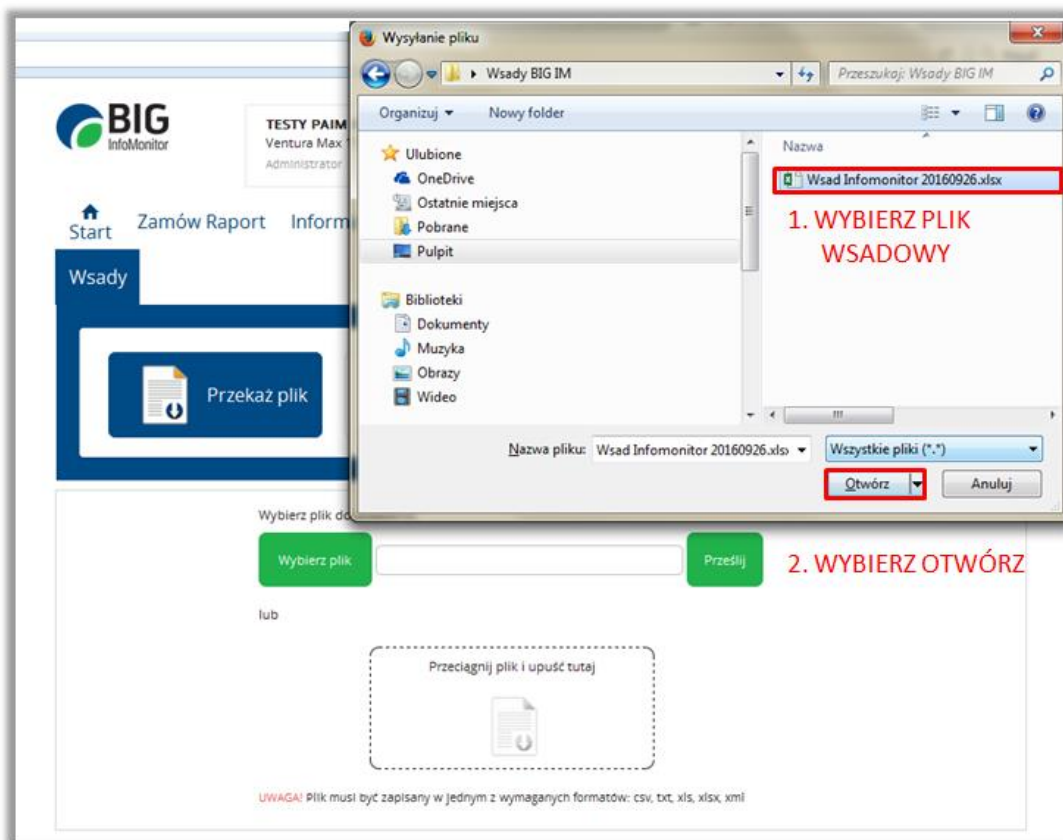 Wysyłanie pliku
Wsady BIG IM
Przeszukaj: Wsady BIG IM
Organizuj
Nowy folder
Ulubione
OneDrive
Ostatnie miejsca
Pobrane
Pulpit
Biblioteki
Dokumenty
Muzyka
Obrazy
Wideo
Nazwa
Wsad Infomonitor 20160926.xlsx
1. WYBIERZ PLIK
WSADOWY
Nazwa pliku: Wsad Infomonitor 20160926.xlsx
Wszystkie pliki (*.*)
Otwórz
Anuluj
BIG
InfoMonitor
TESTY PAIM
Ventura Max
Administrator
Start
Zamów Raport
Inform
Wsady
Przekaż plik
Wybierz plik do
Wybierz plik
Prześlij
2. WYBIERZ OTWÓRZ
lub
Przeciągnij plik i upuść tutaj
UWAGA! Plik musi być zapisany w jednym z wymaganych formatów: csv, txt, xls, xlsx, xml